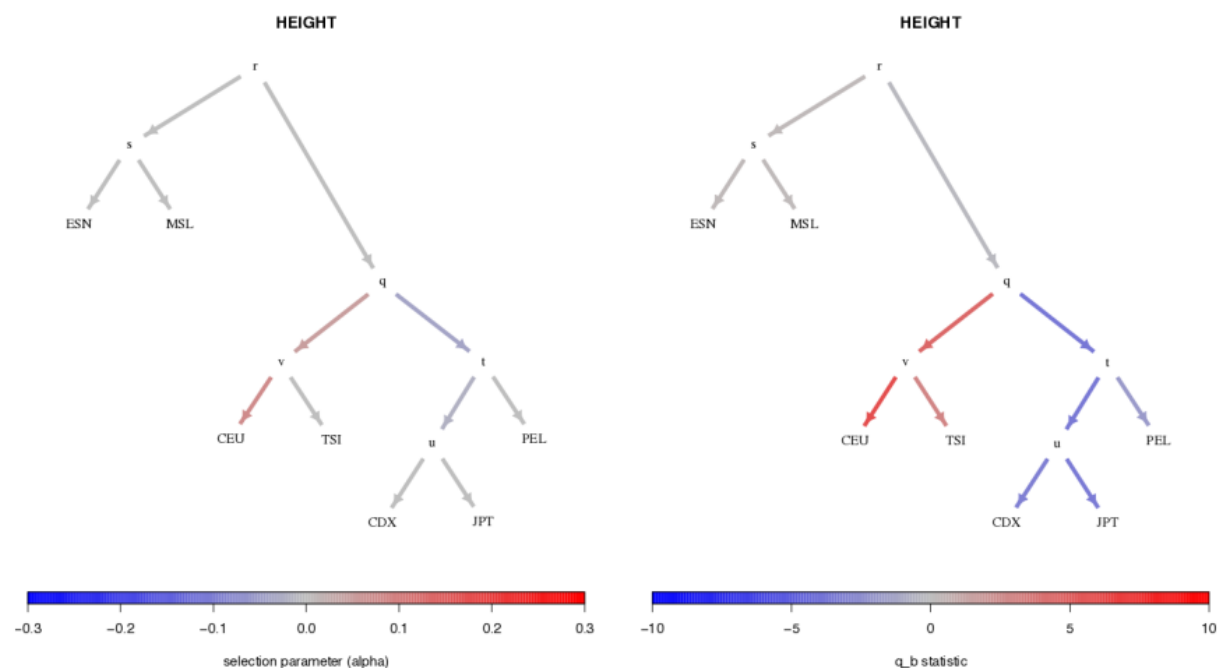 HEIGHT
r
s
ESN MSL
q
v t
CEU TSI u PEL
CDX JPT
−0.3 −0.2 −0.1 0.0 0.1 0.2 0.3
selection parameter (alpha)
HEIGHT
r
s
ESN MSL
q
v t
CEU TSI u PEL
CDX JPT
−10 −5 0 5 10
q_b statistic